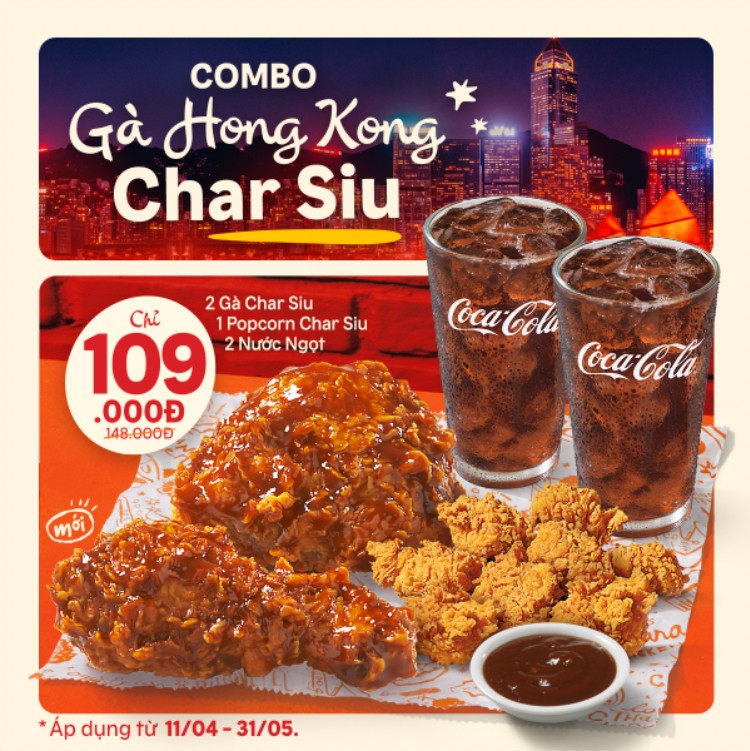 COMBO
Gà Hong Kong
Char Siu
2 Gà Char Siu
1 Popcorn Char Siu
2 Nước Ngọt
Chỉ
109
.000Đ
148.000Đ
Coca-Cola
Coca-Cola
mới
* Áp dụng từ 11/04 - 31/05.